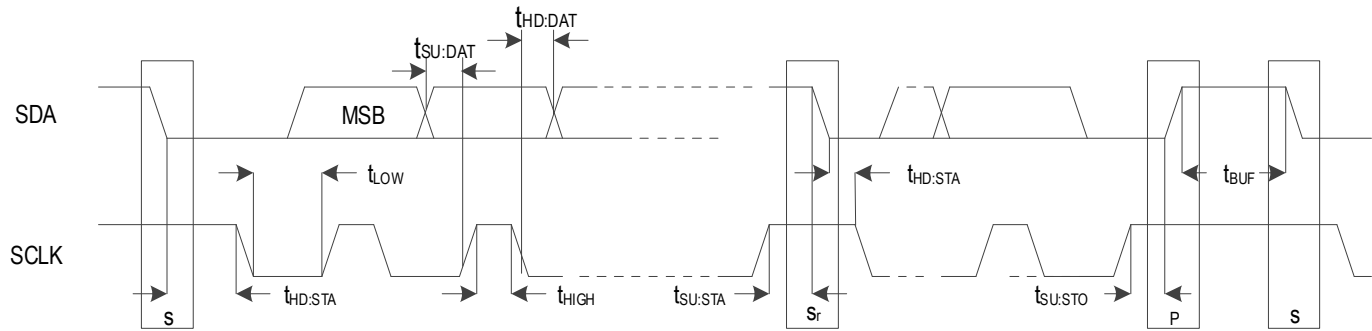 tHD:DAT
tSU:DAT
SDA
MSB
tLOW
tHD:STA
tBUF
SCLK
tHD:STA
tHIGH
tSU:STA
tSU:STO
S
Sr
P
S